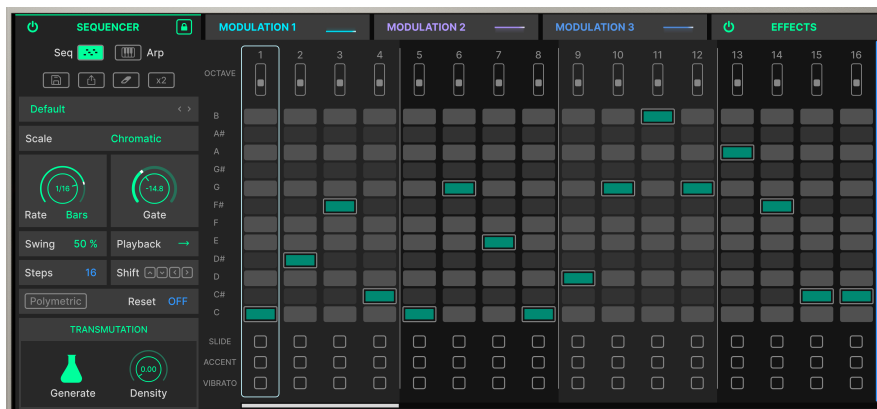 SEQUENCER
MODULATION 1
MODULATION 2
MODULATION 3
EFFECTS
Seq
Arp
x2
1 2 3 4 5 6 7 8 9 10 11 12 13 14 15 16
OCTAVE
Default
< >
Scale Chromatic
1/16
-14.8
Rate Bars
Gate
Swing 50 %
Playback →
Steps 16
Shift
Polymetric
Reset OFF
TRANSMUTATION
0.00
Generate
Density
B
A#
A
G#
G
F#
F
E
D#
D
C#
C
SLIDE
ACCENT
VIBRATO